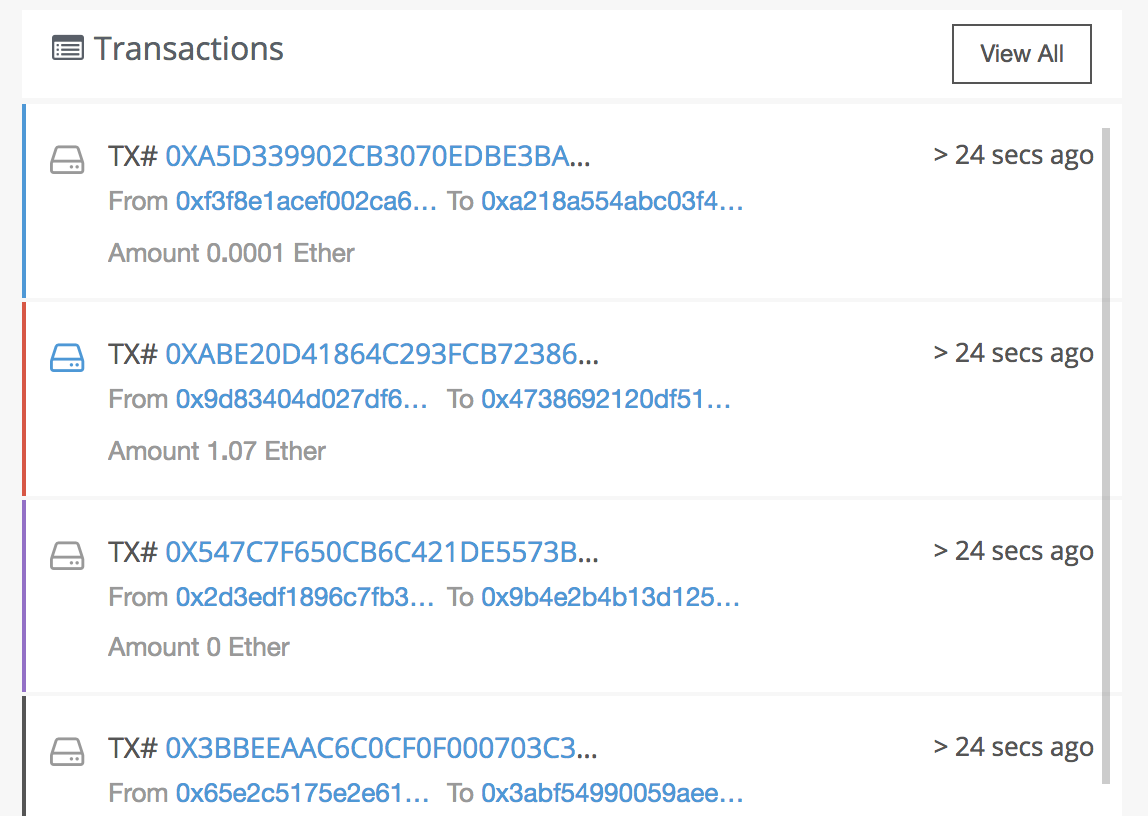 Transactions
View All
TX# 0XA5D339902CB3070EDBE3BA...
> 24 secs ago
From 0xf3f8e1acef002ca6... To 0xa218a554abc03f4...
Amount 0.0001 Ether
TX# 0XABE20D41864C293FCB72386...
> 24 secs ago
From 0x9d83404d027df6... To 0x4738692120df51...
Amount 1.07 Ether
TX# 0X547C7F650CB6C421DE5573B...
> 24 secs ago
From 0x2d3edf1896c7fb3... To 0x9b4e2b4b13d125...
Amount 0 Ether
TX# 0X3BBEEAAC6C0CF0F000703C3...
> 24 secs ago
From 0x65e2c5175e2e61... To 0x3abf54990059aee...